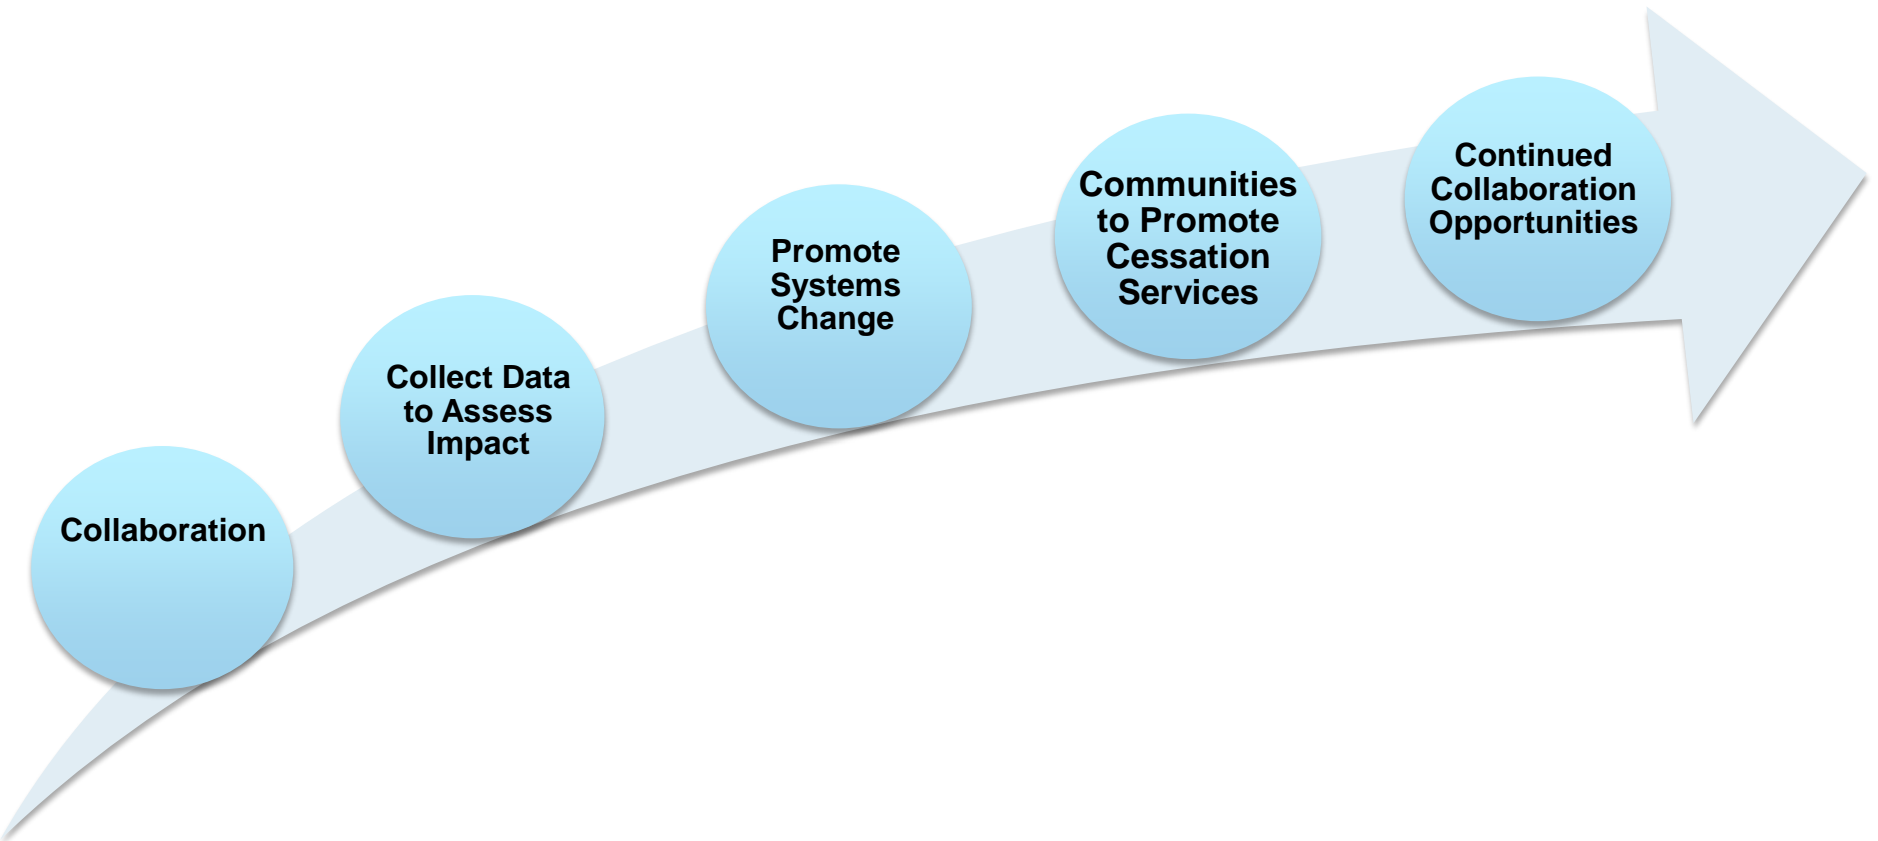 Collaboration
Collect Data
to Assess
Impact
Promote
Systems
Change
Communities
to Promote
Cessation
Services
Continued
Collaboration
Opportunities